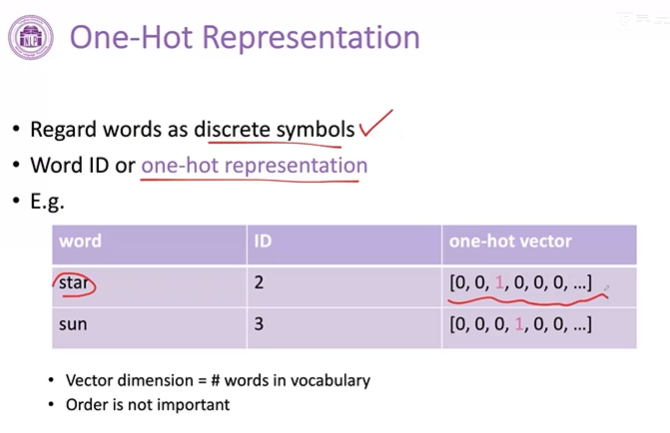 One-Hot Representation
• Regard words as discrete symbols
• Word ID or one-hot representation
• E.g.
word ID one-hot vector
star 2 [0, 0, 1, 0, 0, 0, ...]
sun 3 [0, 0, 0, 1, 0, 0, ...]
• Vector dimension = # words in vocabulary
• Order is not important